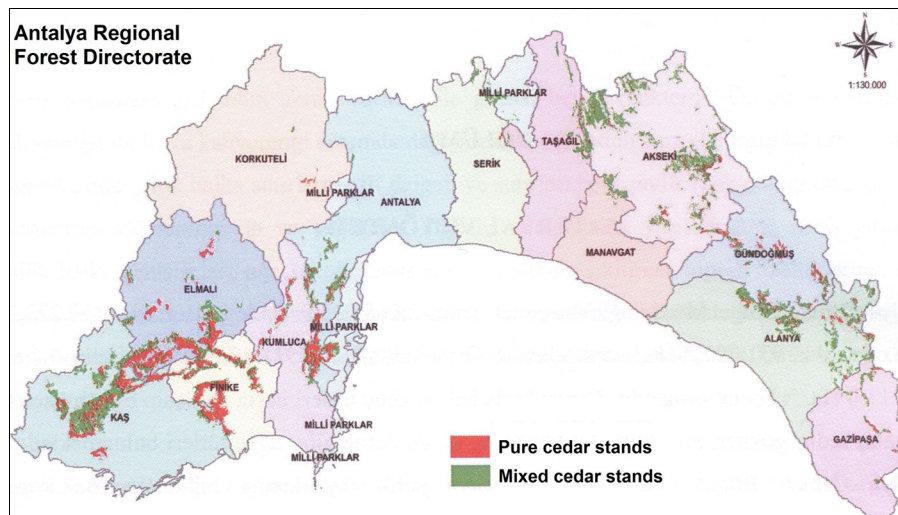 Antalya Regional
Forest Directorate
N
W
E
S
1:130.000
MİLLİ PARKLAR
TAŞAĞIL
KORKUTELİ
AKSEKİ
SERİK
MİLLİ PARKLAR
ANTALYA
MANAVGAT
GÜNDOĞMUŞ
ELMALI
MİLLİ PARKLAR
KUMLUCA
ALANYA
FİNİKE
KAŞ
MİLLİ PARKLAR
GAZİPAŞA
MİLLİ PARKLAR
Pure cedar stands
Mixed cedar stands